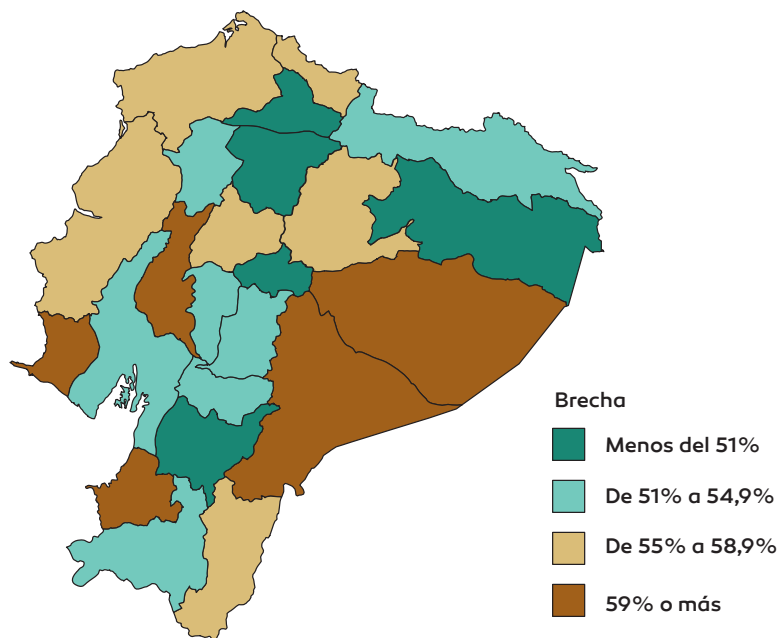 Brecha
Menos del 51%
De 51% a 54,9%
De 55% a 58,9%
59% o más